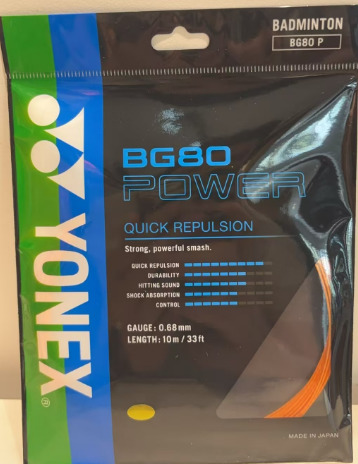 BADMINTON
BG80 P
YONEX®
BG80
POWER
QUICK REPULSION
Strong, powerful smash.
QUICK REPULSION
DURABILITY
HITTING SOUND
SHOCK ABSORPTION
CONTROL
GAUGE : 0.68mm
LENGTH : 10m / 33ft
MADE IN JAPAN